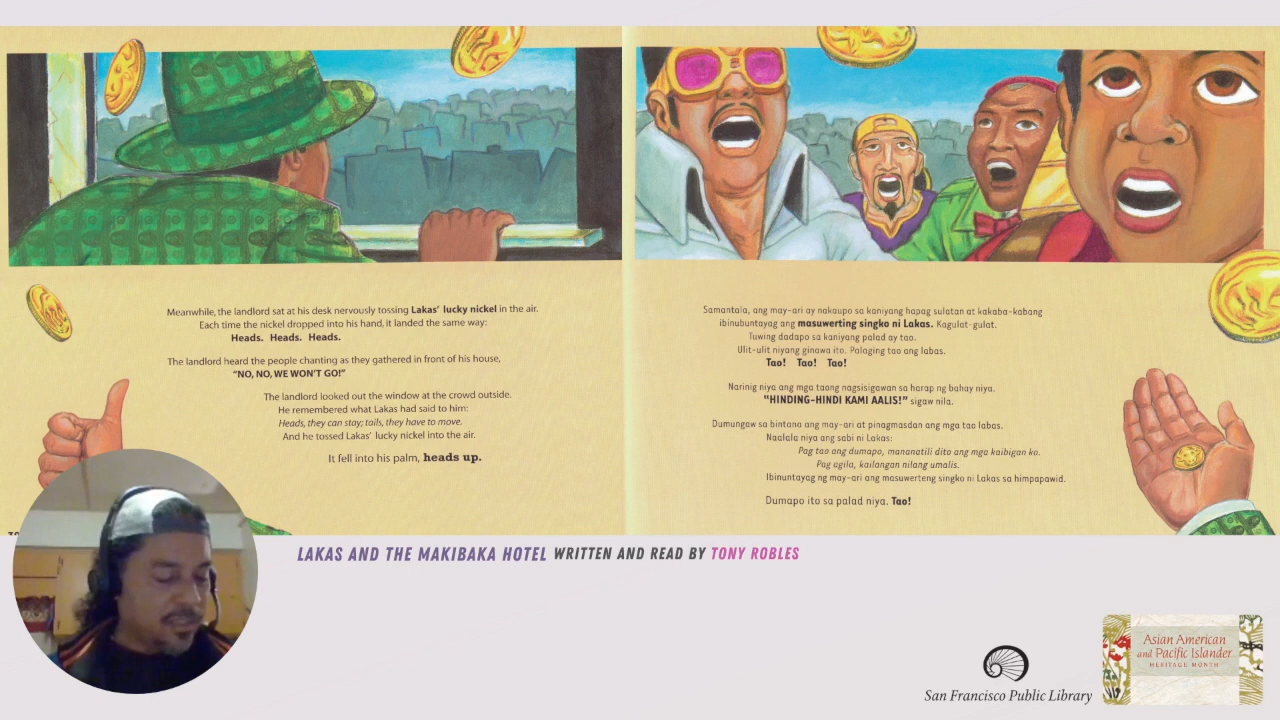 Meanwhile, the landlord sat at his desk nervously tossing Lakas' lucky nickel in the air.
Each time the nickel dropped into his hand, it landed the same way:
Heads. Heads. Heads.
The landlord heard the people chanting as they gathered in front of his house,
"NO, NO, WE WON'T GO!"
The landlord looked out the window at the crowd outside.
He remembered what Lakas had said to him:
Heads, they can stay; tails, they have to move.
And he tossed Lakas' lucky nickel into the air.
It fell into his palm, heads up.
Samantala, ang may-ari ay nakaupo sa kaniyang hapag sulatan at kakaba-kabang
ibinubuntayag ang masuwerting singko ni Lakas. Kagulat-gulat.
Tuwing dadapo sa kaniyang palad ay tao.
Ulit-ulit niyang ginawa ito. Palaging tao ang labas.
Tao! Tao! Tao!
Narinig niya ang mga taong nagsisigawan sa harap ng bahay niya.
"HINDING-HINDI KAMI AALIS!" sigaw nila.
Dumungaw sa bintana ang may-ari at pinagmasdan ang mga tao sa labas.
Naalala niya ang sabi ni Lakas:
Pag tao ang dumapo, mananatili dito ang mga kaibigan ko.
Pag agila, kailangan nilang umalis.
Ibinuntayag ng may-ari ang masuwerteng singko ni Lakas sa himpapawid.
Dumapo ito sa palad niya. Tao!
LAKAS AND THE MAKIBAKA HOTEL WRITTEN AND READ BY TONY ROBLES
San Francisco Public Library
Asian American
and Pacific Islander
HERITAGE MONTH